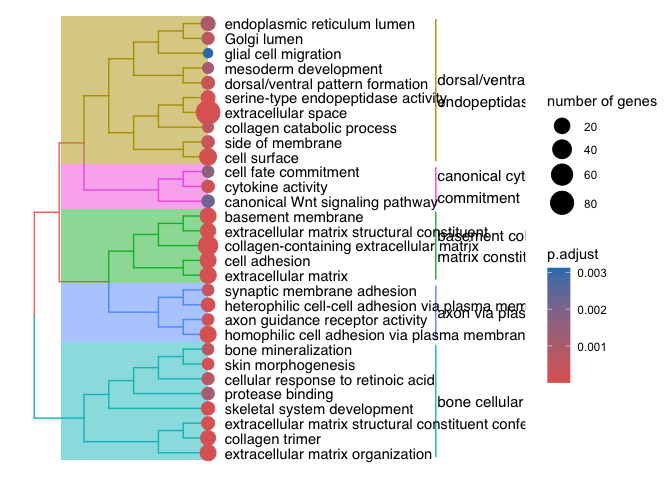 endoplasmic reticulum lumen
Golgi lumen
glial cell migration
mesoderm development
dorsal/ventral pattern formation
serine-type endopeptidase activity
extracellular space
collagen catabolic process
side of membrane
cell surface
cell fate commitment
cytokine activity
canonical Wnt signaling pathway
basement membrane
extracellular matrix structural constituent
collagen-containing extracellular matrix
cell adhesion
extracellular matrix
synaptic membrane adhesion
heterophilic cell-cell adhesion via plasma mem
axon guidance receptor activity
homophilic cell adhesion via plasma membran
bone mineralization
skin morphogenesis
cellular response to retinoic acid
protease binding
skeletal system development
extracellular matrix structural constituent confe
collagen trimer
extracellular matrix organization
dorsal/ventra
endopeptidas
canonical cyt
commitment
basement col
matrix constit
axon via plas
bone cellular
number of genes
20
40
60
80
p.adjust
0.003
0.002
0.001